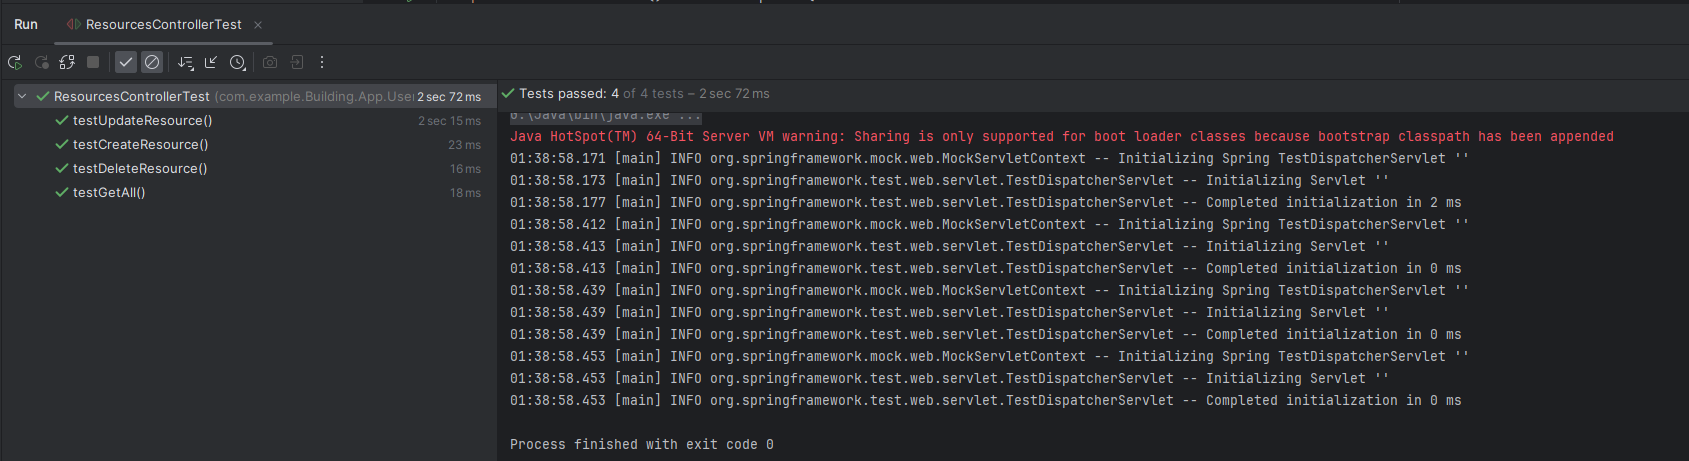 Run ResourcesControllerTest
ResourcesControllerTest (com.example.Building.App.Use 2 sec 72 ms
testUpdateResource() 2 sec 15 ms
testCreateResource() 23 ms
testDeleteResource() 16 ms
testGetAll() 18 ms
Tests passed: 4 of 4 tests – 2 sec 72 ms
G:\Java\bin\java.exe ...
Java HotSpot(TM) 64-Bit Server VM warning: Sharing is only supported for boot loader classes because bootstrap classpath has been appended
01:38:58.171 [main] INFO org.springframework.mock.web.MockServletContext -- Initializing Spring TestDispatcherServlet ''
01:38:58.173 [main] INFO org.springframework.test.web.servlet.TestDispatcherServlet -- Initializing Servlet ''
01:38:58.177 [main] INFO org.springframework.test.web.servlet.TestDispatcherServlet -- Completed initialization in 2 ms
01:38:58.412 [main] INFO org.springframework.mock.web.MockServletContext -- Initializing Spring TestDispatcherServlet ''
01:38:58.413 [main] INFO org.springframework.test.web.servlet.TestDispatcherServlet -- Initializing Servlet ''
01:38:58.413 [main] INFO org.springframework.test.web.servlet.TestDispatcherServlet -- Completed initialization in 0 ms
01:38:58.439 [main] INFO org.springframework.mock.web.MockServletContext -- Initializing Spring TestDispatcherServlet ''
01:38:58.439 [main] INFO org.springframework.test.web.servlet.TestDispatcherServlet -- Initializing Servlet ''
01:38:58.439 [main] INFO org.springframework.test.web.servlet.TestDispatcherServlet -- Completed initialization in 0 ms
01:38:58.453 [main] INFO org.springframework.mock.web.MockServletContext -- Initializing Spring TestDispatcherServlet ''
01:38:58.453 [main] INFO org.springframework.test.web.servlet.TestDispatcherServlet -- Initializing Servlet ''
01:38:58.453 [main] INFO org.springframework.test.web.servlet.TestDispatcherServlet -- Completed initialization in 0 ms
Process finished with exit code 0